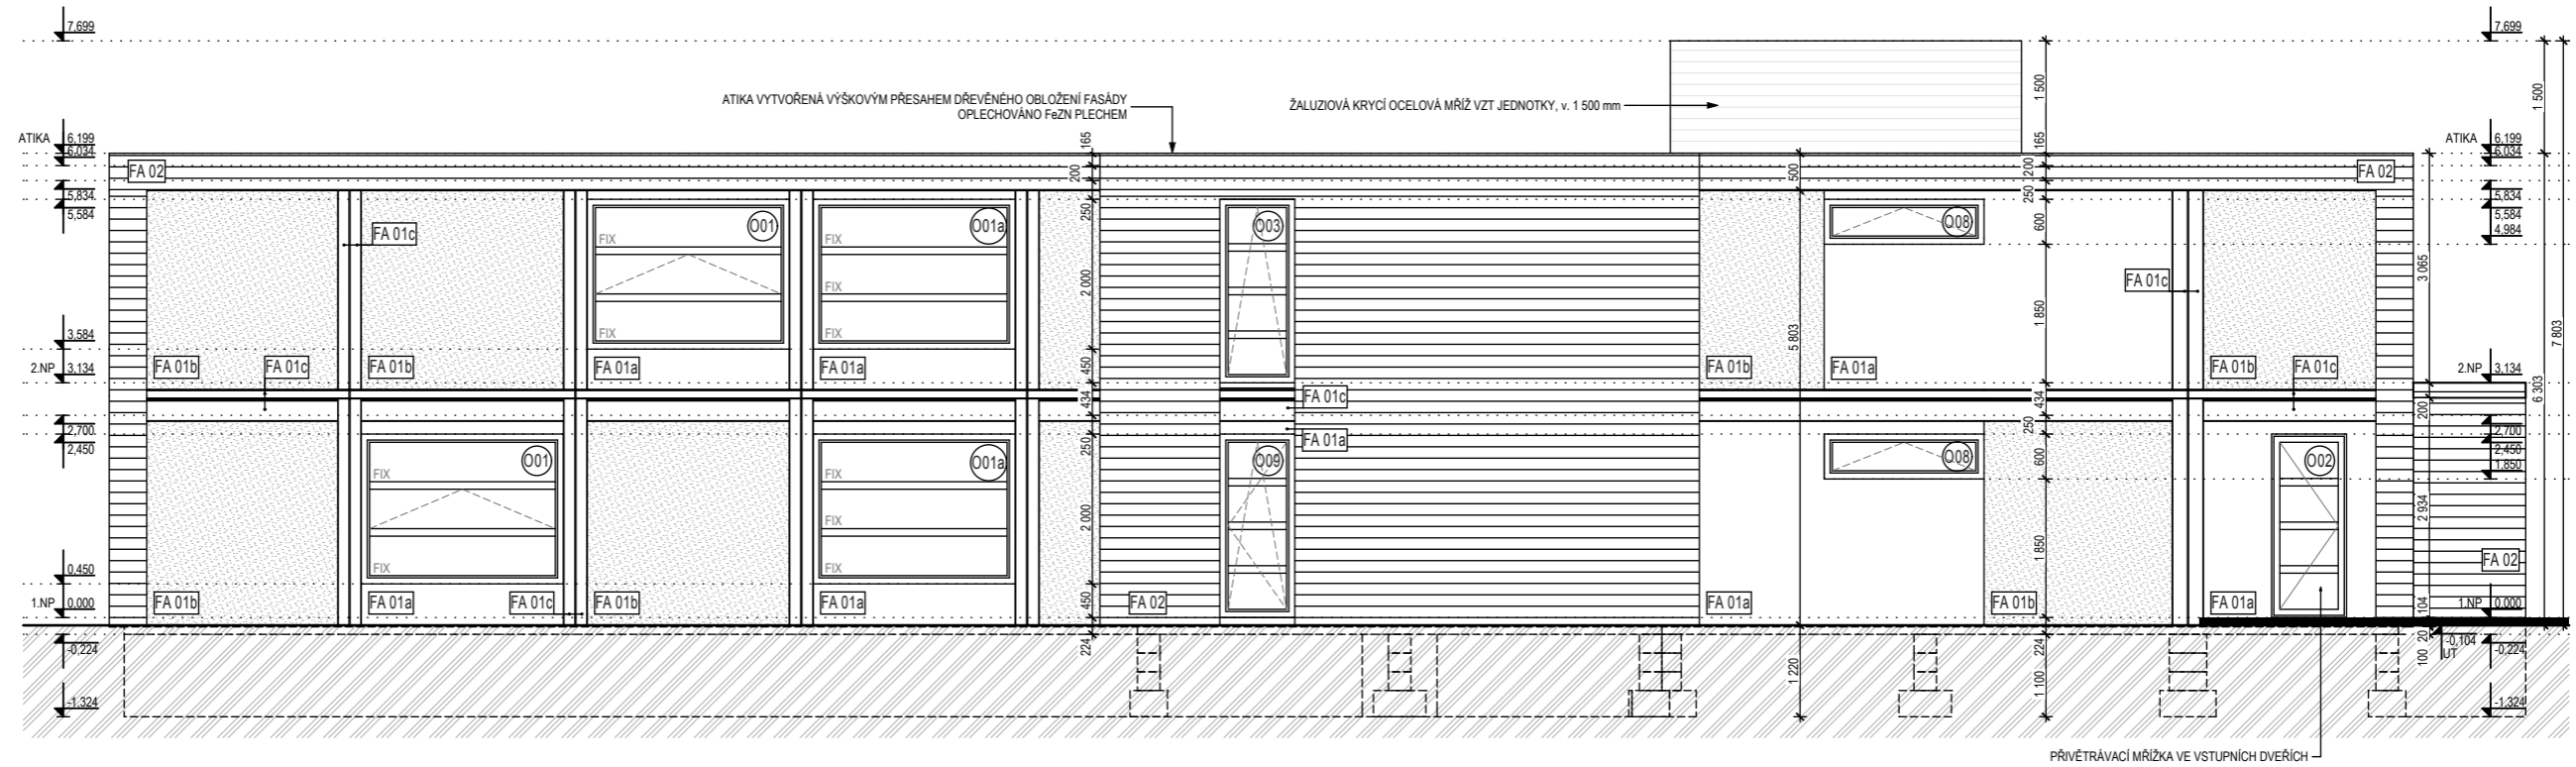 7,699
7,699
1 500
1 500
ATIKA VYTVOŘENÁ VÝŠKOVÝM PŘESAHEM DŘEVĚNÉHO OBLOŽENÍ FASÁDY
OPLECHOVÁNO FeZN PLECHEM
ŽALUZIOVÁ KRYCÍ OCELOVÁ MŘÍŽ VZT JEDNOTKY, v. 1 500 mm
ATIKA 6,199
6,034
165
165
ATIKA 6,199
6,034
FA 02
200
500
200
FA 02
5,834
5,584
250
250
5,834
5,584
4,984
FA 01c
FIX
O01
FIX
O01a
O03
O08
600
2 000
3 065
FA 01c
FIX
FIX
FIX
1 850
5 803
7 803
6 303
3,584
2.NP 3,134
FA 01b
FA 01c
FA 01b
FA 01a
FA 01a
450
FA 01b
FA 01a
FA 01b
FA 01c
2.NP 3,134
434
FA 01c
434
200
2,700
2,450
250
FA 01a
250
2,700
2,450
1,850
FIX
O01
FIX
O01a
O09
O08
600
O02
FIX
2 000
2 934
FIX
FIX
1 850
FA 02
0,450
1.NP 0,000
FA 01b
FA 01a
FA 01c
FA 01b
FA 01a
450
FA 02
FA 01a
FA 01b
FA 01a
104
1.NP 0,000
-0,224
224
224
20
100
-0,104
UT
-0,224
1 220
1 100
-1,324
-1,324
PŘIVĚTRÁVACÍ MŘÍŽKA VE VSTUPNÍCH DVEŘÍCH